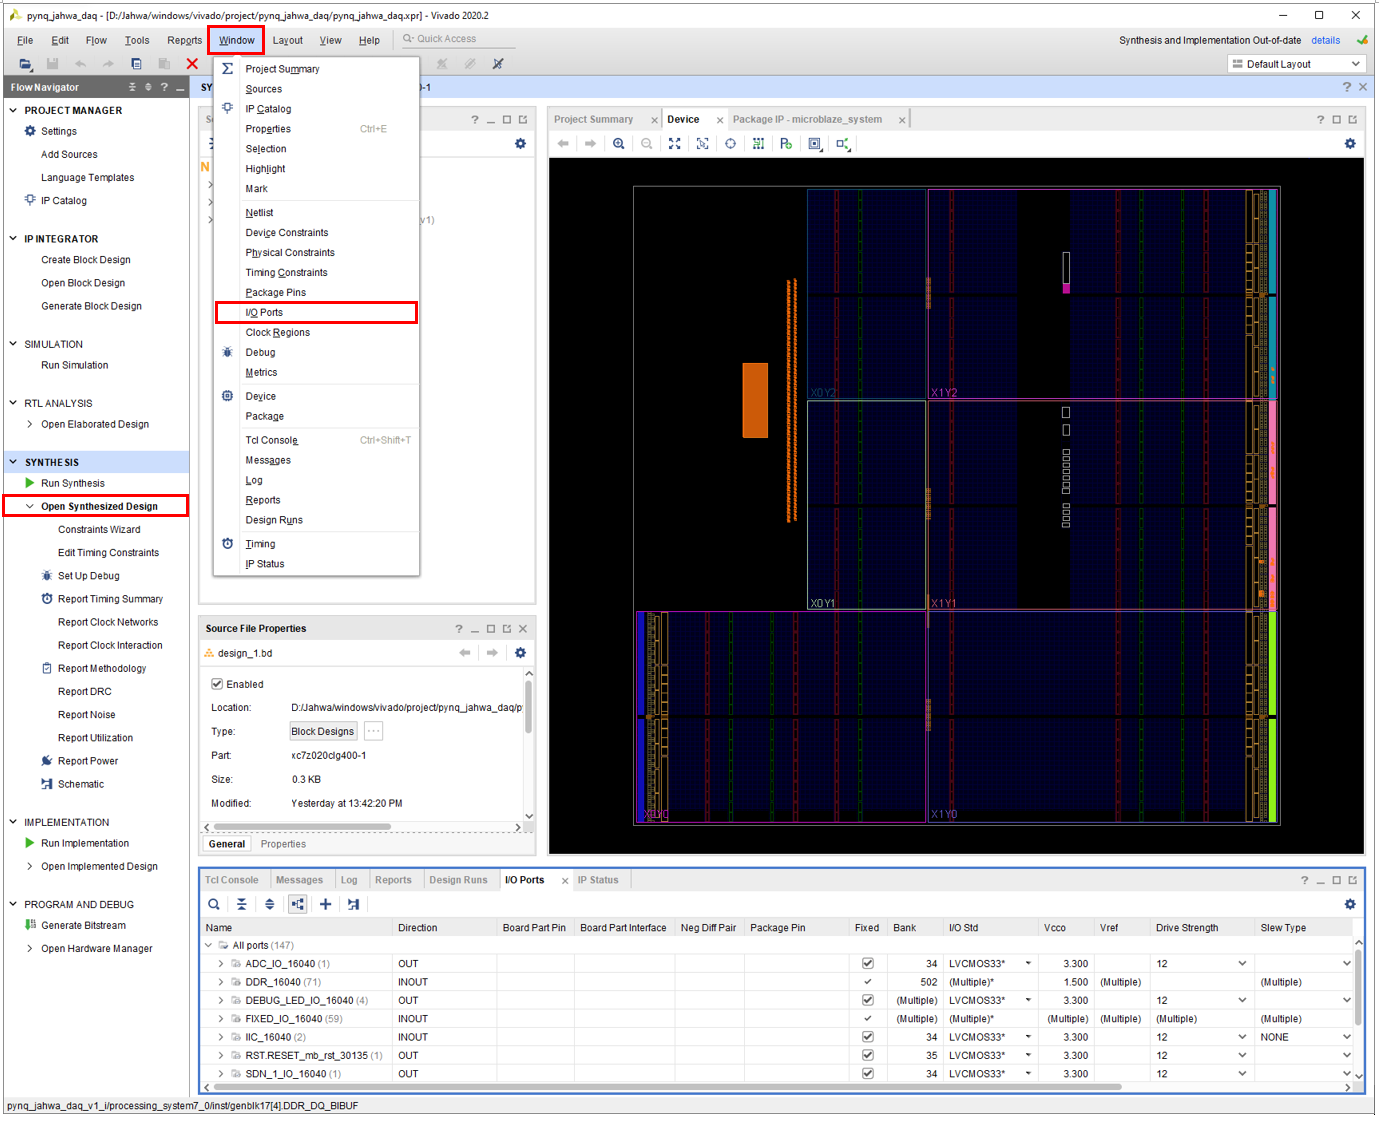 pynq_jahwa_daq - [D:/Jahwa/windows/vivado/project/pynq_jahwa_daq/pynq_jahwa_daq.xpr] - Vivado 2020.2
File Edit Flow Tools Reports Window Layout View Help Quick Access
Synthesis and Implementation Out-of-date details
Default Layout
Flow Navigator
PROJECT MANAGER
Settings
Add Sources
Language Templates
IP Catalog
IP INTEGRATOR
Create Block Design
Open Block Design
Generate Block Design
SIMULATION
Run Simulation
RTL ANALYSIS
Open Elaborated Design
SYNTHESIS
Run Synthesis
Open Synthesized Design
Constraints Wizard
Edit Timing Constraints
Set Up Debug
Report Timing Summary
Report Clock Networks
Report Clock Interaction
Report Methodology
Report DRC
Report Noise
Report Utilization
Report Power
Schematic
IMPLEMENTATION
Run Implementation
Open Implemented Design
PROGRAM AND DEBUG
Generate Bitstream
Open Hardware Manager
SY
0-1
N
v1)
Project Summary
Sources
IP Catalog
Properties Ctrl+E
Selection
Highlight
Mark
Netlist
Device Constraints
Physical Constraints
Timing Constraints
Package Pins
I/O Ports
Clock Regions
Debug
Metrics
Device
Package
Tcl Console Ctrl+Shift+T
Messages
Log
Reports
Design Runs
Timing
IP Status
Source File Properties
design_1.bd
Enabled
Location: D:/Jahwa/windows/vivado/project/pynq_jahwa_daq/py
Type: Block Designs ...
Part: xc7z020clg400-1
Size: 0.3 KB
Modified: Yesterday at 13:42:20 PM
General Properties
Project Summary Device Package IP - microblaze_system
X0Y2 X1Y2
X0Y1 X1Y1
X0Y0 X1Y0
Tcl Console Messages Log Reports Design Runs I/O Ports IP Status
Name Direction Board Part Pin Board Part Interface Neg Diff Pair Package Pin Fixed Bank I/O Std Vcco Vref Drive Strength Slew Type
All ports (147)
ADC_IO_16040 (1) OUT 34 LVCMOS33* 3.300 12
DDR_16040 (71) INOUT 502 (Multiple)* 1.500 (Multiple) (Multiple)
DEBUG_LED_IO_16040 (4) OUT (Multiple) LVCMOS33* 3.300 12
FIXED_IO_16040 (59) INOUT (Multiple) (Multiple)* (Multiple) (Multiple) (Multiple) (Multiple)
IIC_16040 (2) INOUT 34 LVCMOS33* 3.300 12 NONE
RST.RESET_mb_rst_30135 (1) OUT 35 LVCMOS33* 3.300 12
SDN_1_IO_16040 (1) OUT 34 LVCMOS33* 3.300 12
pynq_jahwa_daq_v1_i/processing_system7_0/inst/genblk17[4].DDR_DQ_BIBUF